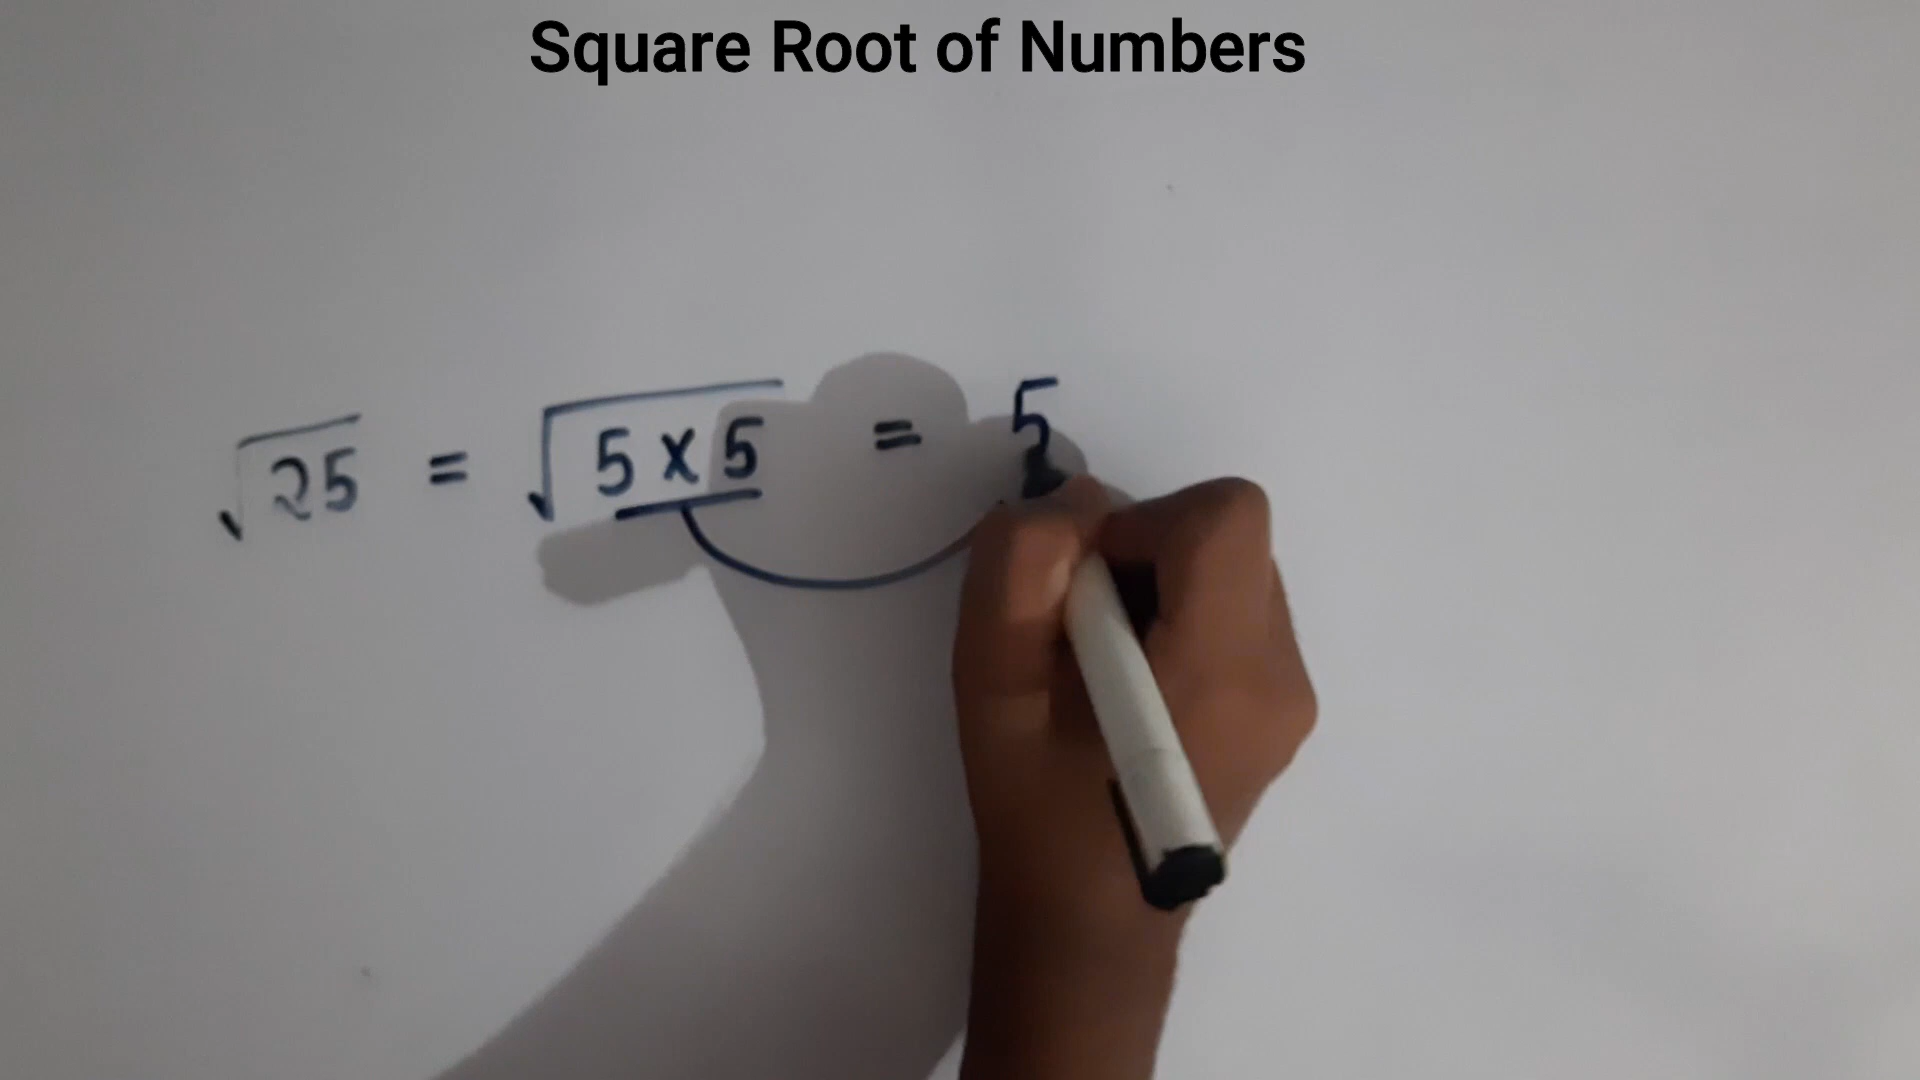 Square Root of Numbers
√25 = √5 x 5 = 5